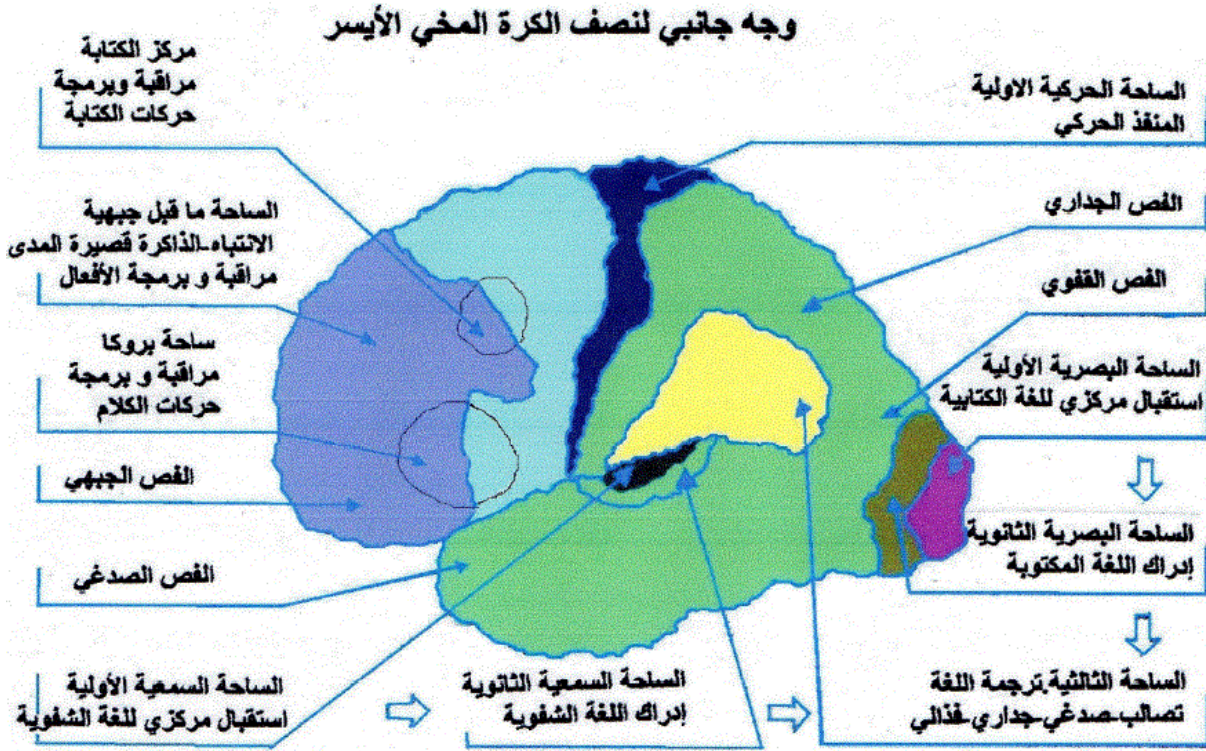 وجه جانبي لنصف الكرة المخي الأيسر
الساحة الحركية الاولية
المنفذ الحركي
الفص الجداري
الفص القفوي
الساحة البصرية الأولية
استقبال مركزي للغة الكتابية
الساحة البصرية الثانوية
إدراك اللغة المكتوبة
الساحة الثالثية.ترجمة اللغة
تصالب-صدغي-جداري-قذالي
مركز الكتابة
مراقبة وبرمجة
حركات الكتابة
الساحة ما قبل جبهية
الانتباه-الذاكرة قصيرة المدى
مراقبة و برمجة الأفعال
ساحة بروكا
مراقبة و برمجة
حركات الكلام
الفص الجبهي
الفص الصدغي
الساحة السمعية الأولية
استقبال مركزي للغة الشفوية
الساحة السمعية الثانوية
إدراك اللغة الشفوية